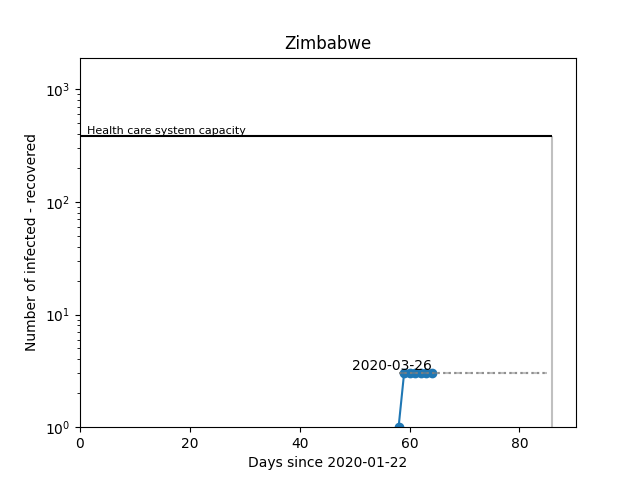 Zimbabwe
Number of infected - recovered
10³
10²
10¹
10⁰
Health care system capacity
2020-03-26
0 20 40 60 80
Days since 2020-01-22